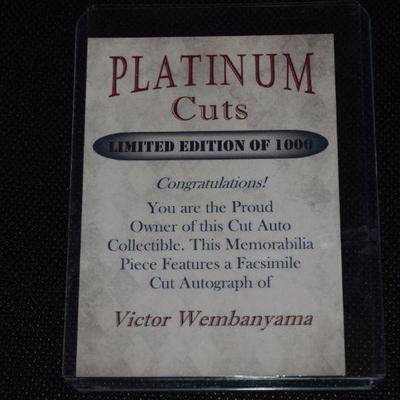 PLATINUM
Cuts
LIMITED EDITION OF 1000
Congratulations!
You are the Proud
Owner of this Cut Auto
Collectible. This Memorabilia
Piece Features a Facsimile
Cut Autograph of
Victor Wembanyama